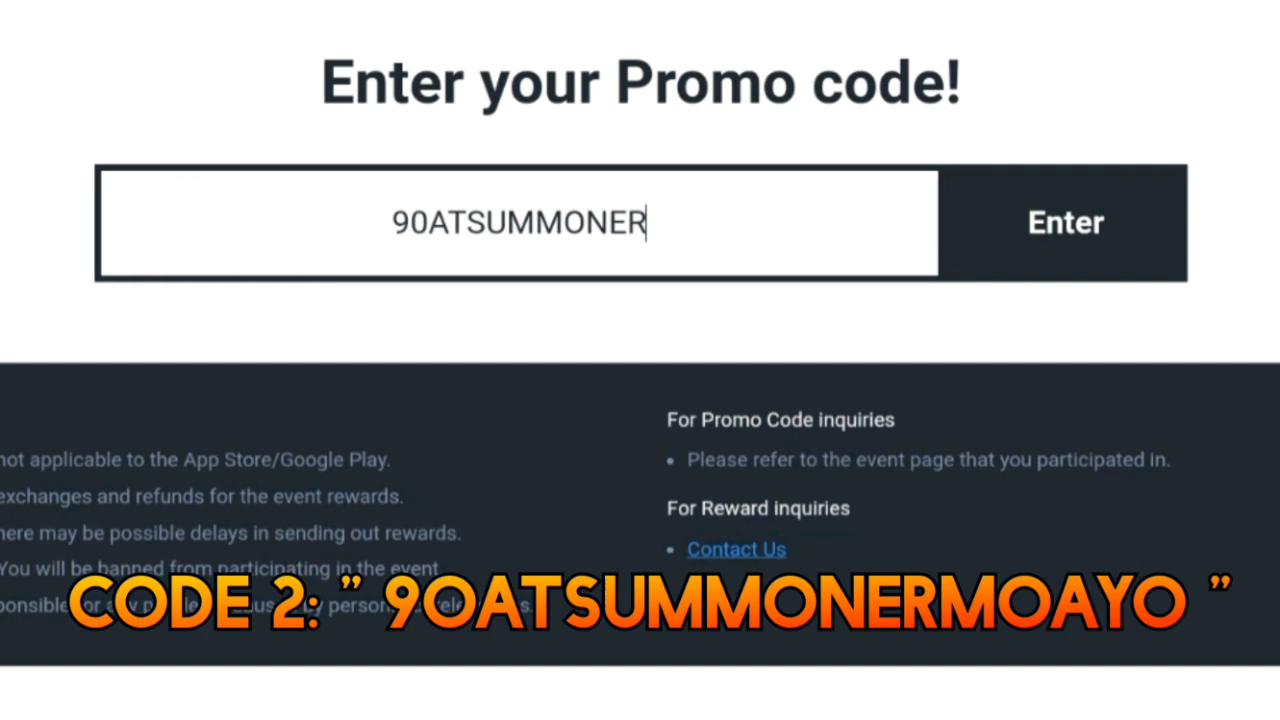 Enter your Promo code!
90ATSUMMONER
Enter
not applicable to the App Store/Google Play.
exchanges and refunds for the event rewards.
here may be possible delays in sending out rewards.
You will be banned from participating in the event
For Promo Code inquiries
• Please refer to the event page that you participated in.
For Reward inquiries
• Contact Us
CODE 2: " 90ATSUMMONERMOAYO "